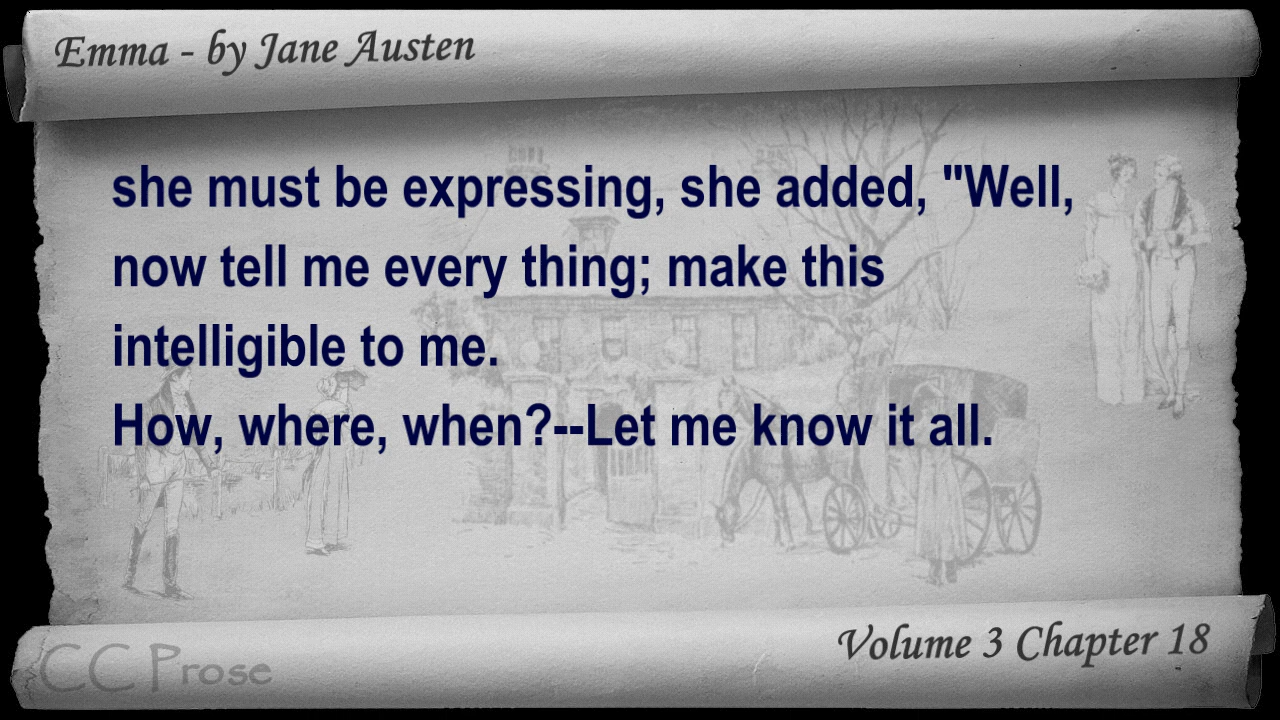 Emma - by Jane Austen
she must be expressing, she added, "Well,
now tell me every thing; make this
intelligible to me.
How, where, when?--Let me know it all.
Volume 3 Chapter 18
CC Prose